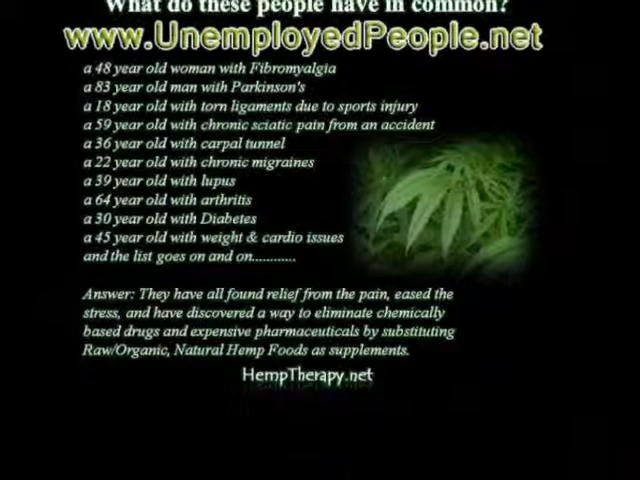 What do these people have in common?
www.UnemployedPeople.net
a 48 year old woman with Fibromyalgia
a 83 year old man with Parkinson's
a 18 year old with torn ligaments due to sports injury
a 59 year old with chronic sciatic pain from an accident
a 36 year old with carpal tunnel
a 22 year old with chronic migraines
a 39 year old with lupus
a 64 year old with arthritis
a 30 year old with Diabetes
a 45 year old with weight & cardio issues
and the list goes on and on............
Answer: They have all found relief from the pain, eased the
stress, and have discovered a way to eliminate chemically
based drugs and expensive pharmaceuticals by substituting
Raw/Organic, Natural Hemp Foods as supplements.
HempTherapy.net